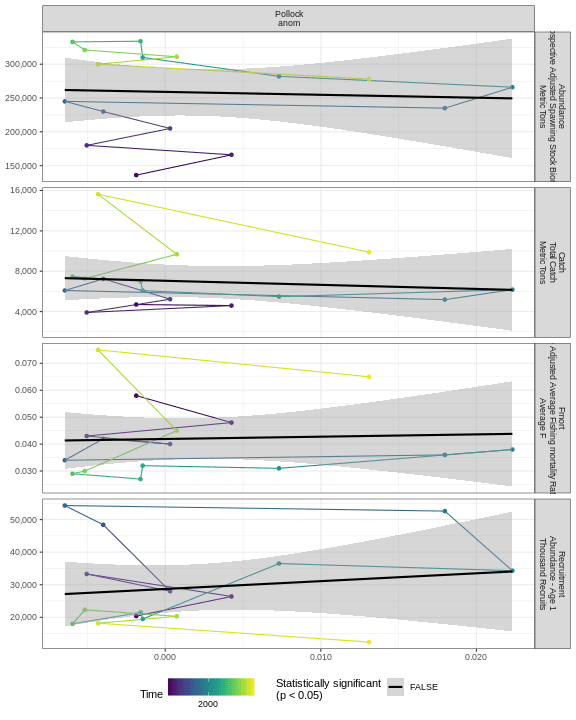 Pollock
anom
300,000
250,000
200,000
150,000
Abundance
Adjusted Spawning Stock
Metric Tons
16,000
12,000
8,000
4,000
Catch
Total Catch
Metric Tons
0.070
0.060
0.050
0.040
0.030
Fmort
Adjusted Average Fishing mortality
Average F
50,000
40,000
30,000
20,000
Recruitment
Abundance - Age 1
Thousand Recruits
0.000
0.010
0.020
Time
2000
Statistically significant
(p < 0.05)
FALSE